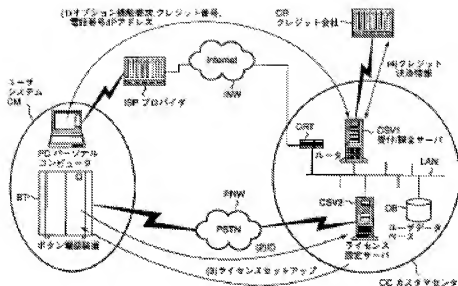 (1)オプション機能要求,クレジット番号,
電話番号/IPアドレス
CR
クレジット会社
(4)クレジット
決済情報
ユーザ
システム
CM
Internet
INW
ISP プロバイダ
CRT
ルータ
CSV1
受付/課金サーバ
PC パーソナル
コンピュータ
LAN
BT
PNW
PSTN
CSV2
DB
ユーザデータ
ベース
(2)ID
ボタン電話装置
ライセンス
設定サーバ
(3)ライセンスセットアップ
CC カスタマセンタ